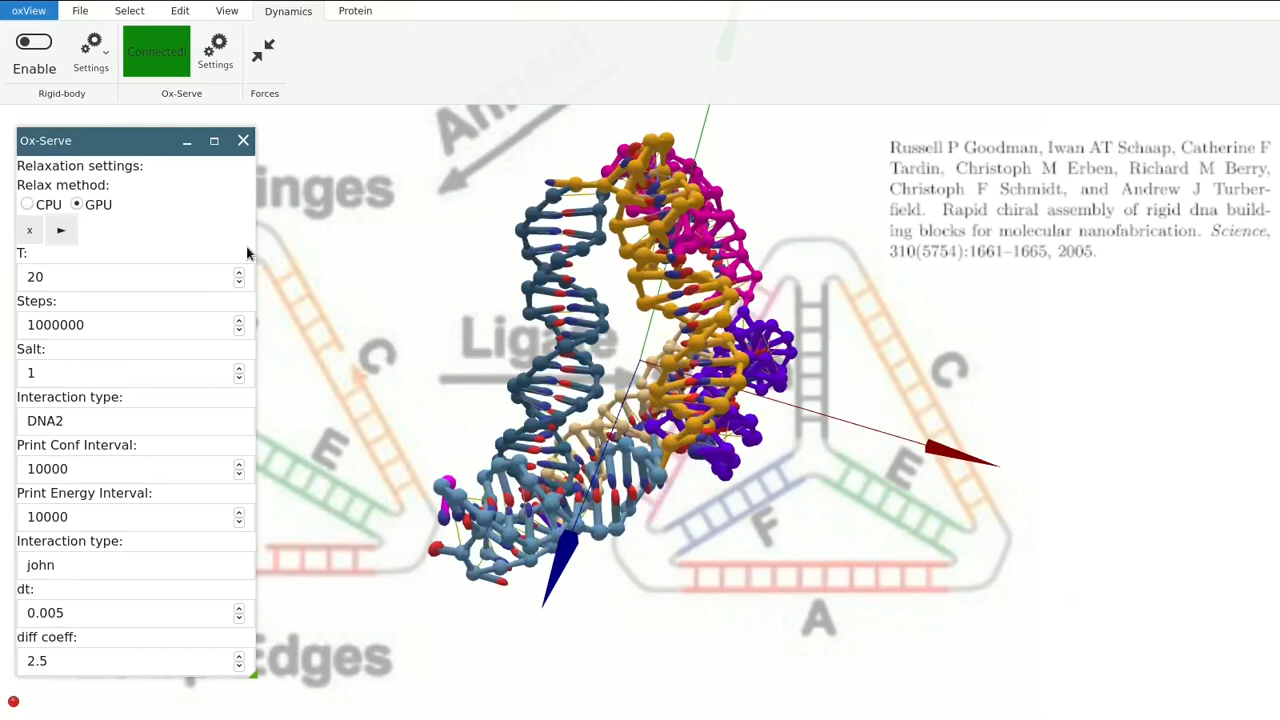 oxView File Select Edit View Dynamics Protein
Enable Settings Connected! Settings
Rigid-body Ox-Serve Forces
Anneal
Ox-Serve
Relaxation settings:
Relax method:
CPU GPU
x
T:
20
Steps:
1000000
Salt:
1
Interaction type:
DNA2
Print Conf Interval:
10000
Print Energy Interval:
10000
Interaction type:
john
dt:
0.005
diff coeff:
2.5
Russell P Goodman, Iwan AT Schaap, Catherine F
Tardin, Christoph M Erben, Richard M Berry,
Christoph F Schmidt, and Andrew J Turber-
field. Rapid chiral assembly of rigid dna build-
ing blocks for molecular nanofabrication. Science,
310(5754):1661–1665, 2005.
inges
Ligate
C
E
C
E
F
A
Edges